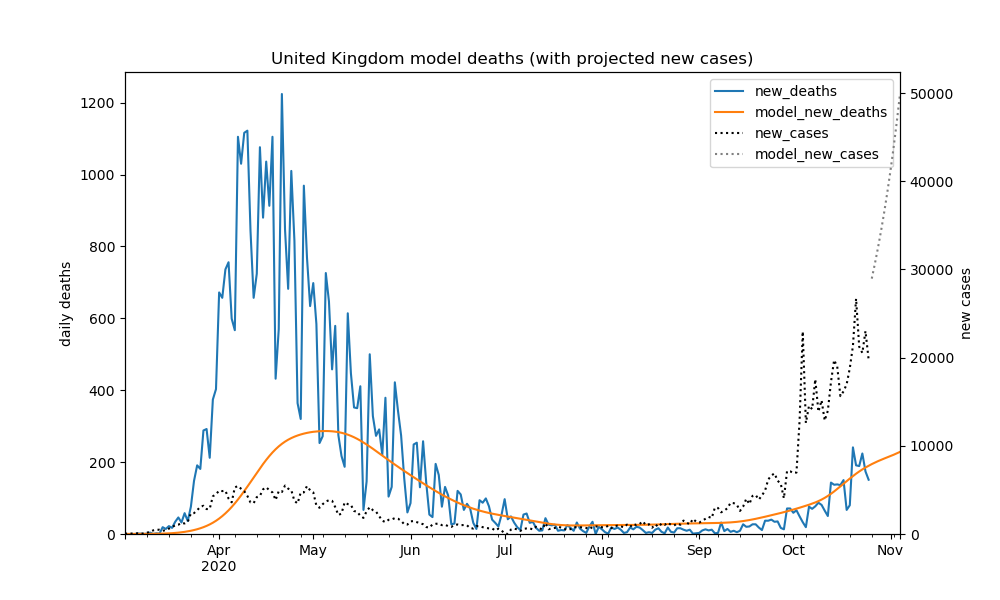 United Kingdom model deaths (with projected new cases)
new_deaths
model_new_deaths
new_cases
model_new_cases
daily deaths
1200
1000
800
600
400
200
0
new cases
50000
40000
30000
20000
10000
0
Apr
2020
May
Jun
Jul
Aug
Sep
Oct
Nov